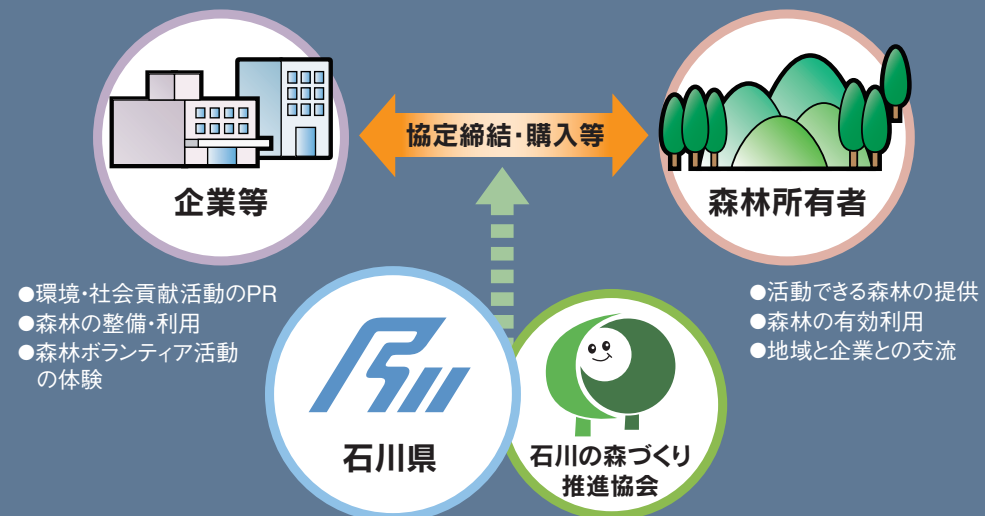 協定締結・購入等
企業等
森林所有者
●環境・社会貢献活動のPR
●森林の整備・利用
●森林ボランティア活動
の体験
●活動できる森林の提供
●森林の有効利用
●地域と企業との交流
石川県
石川の森づくり
推進協会